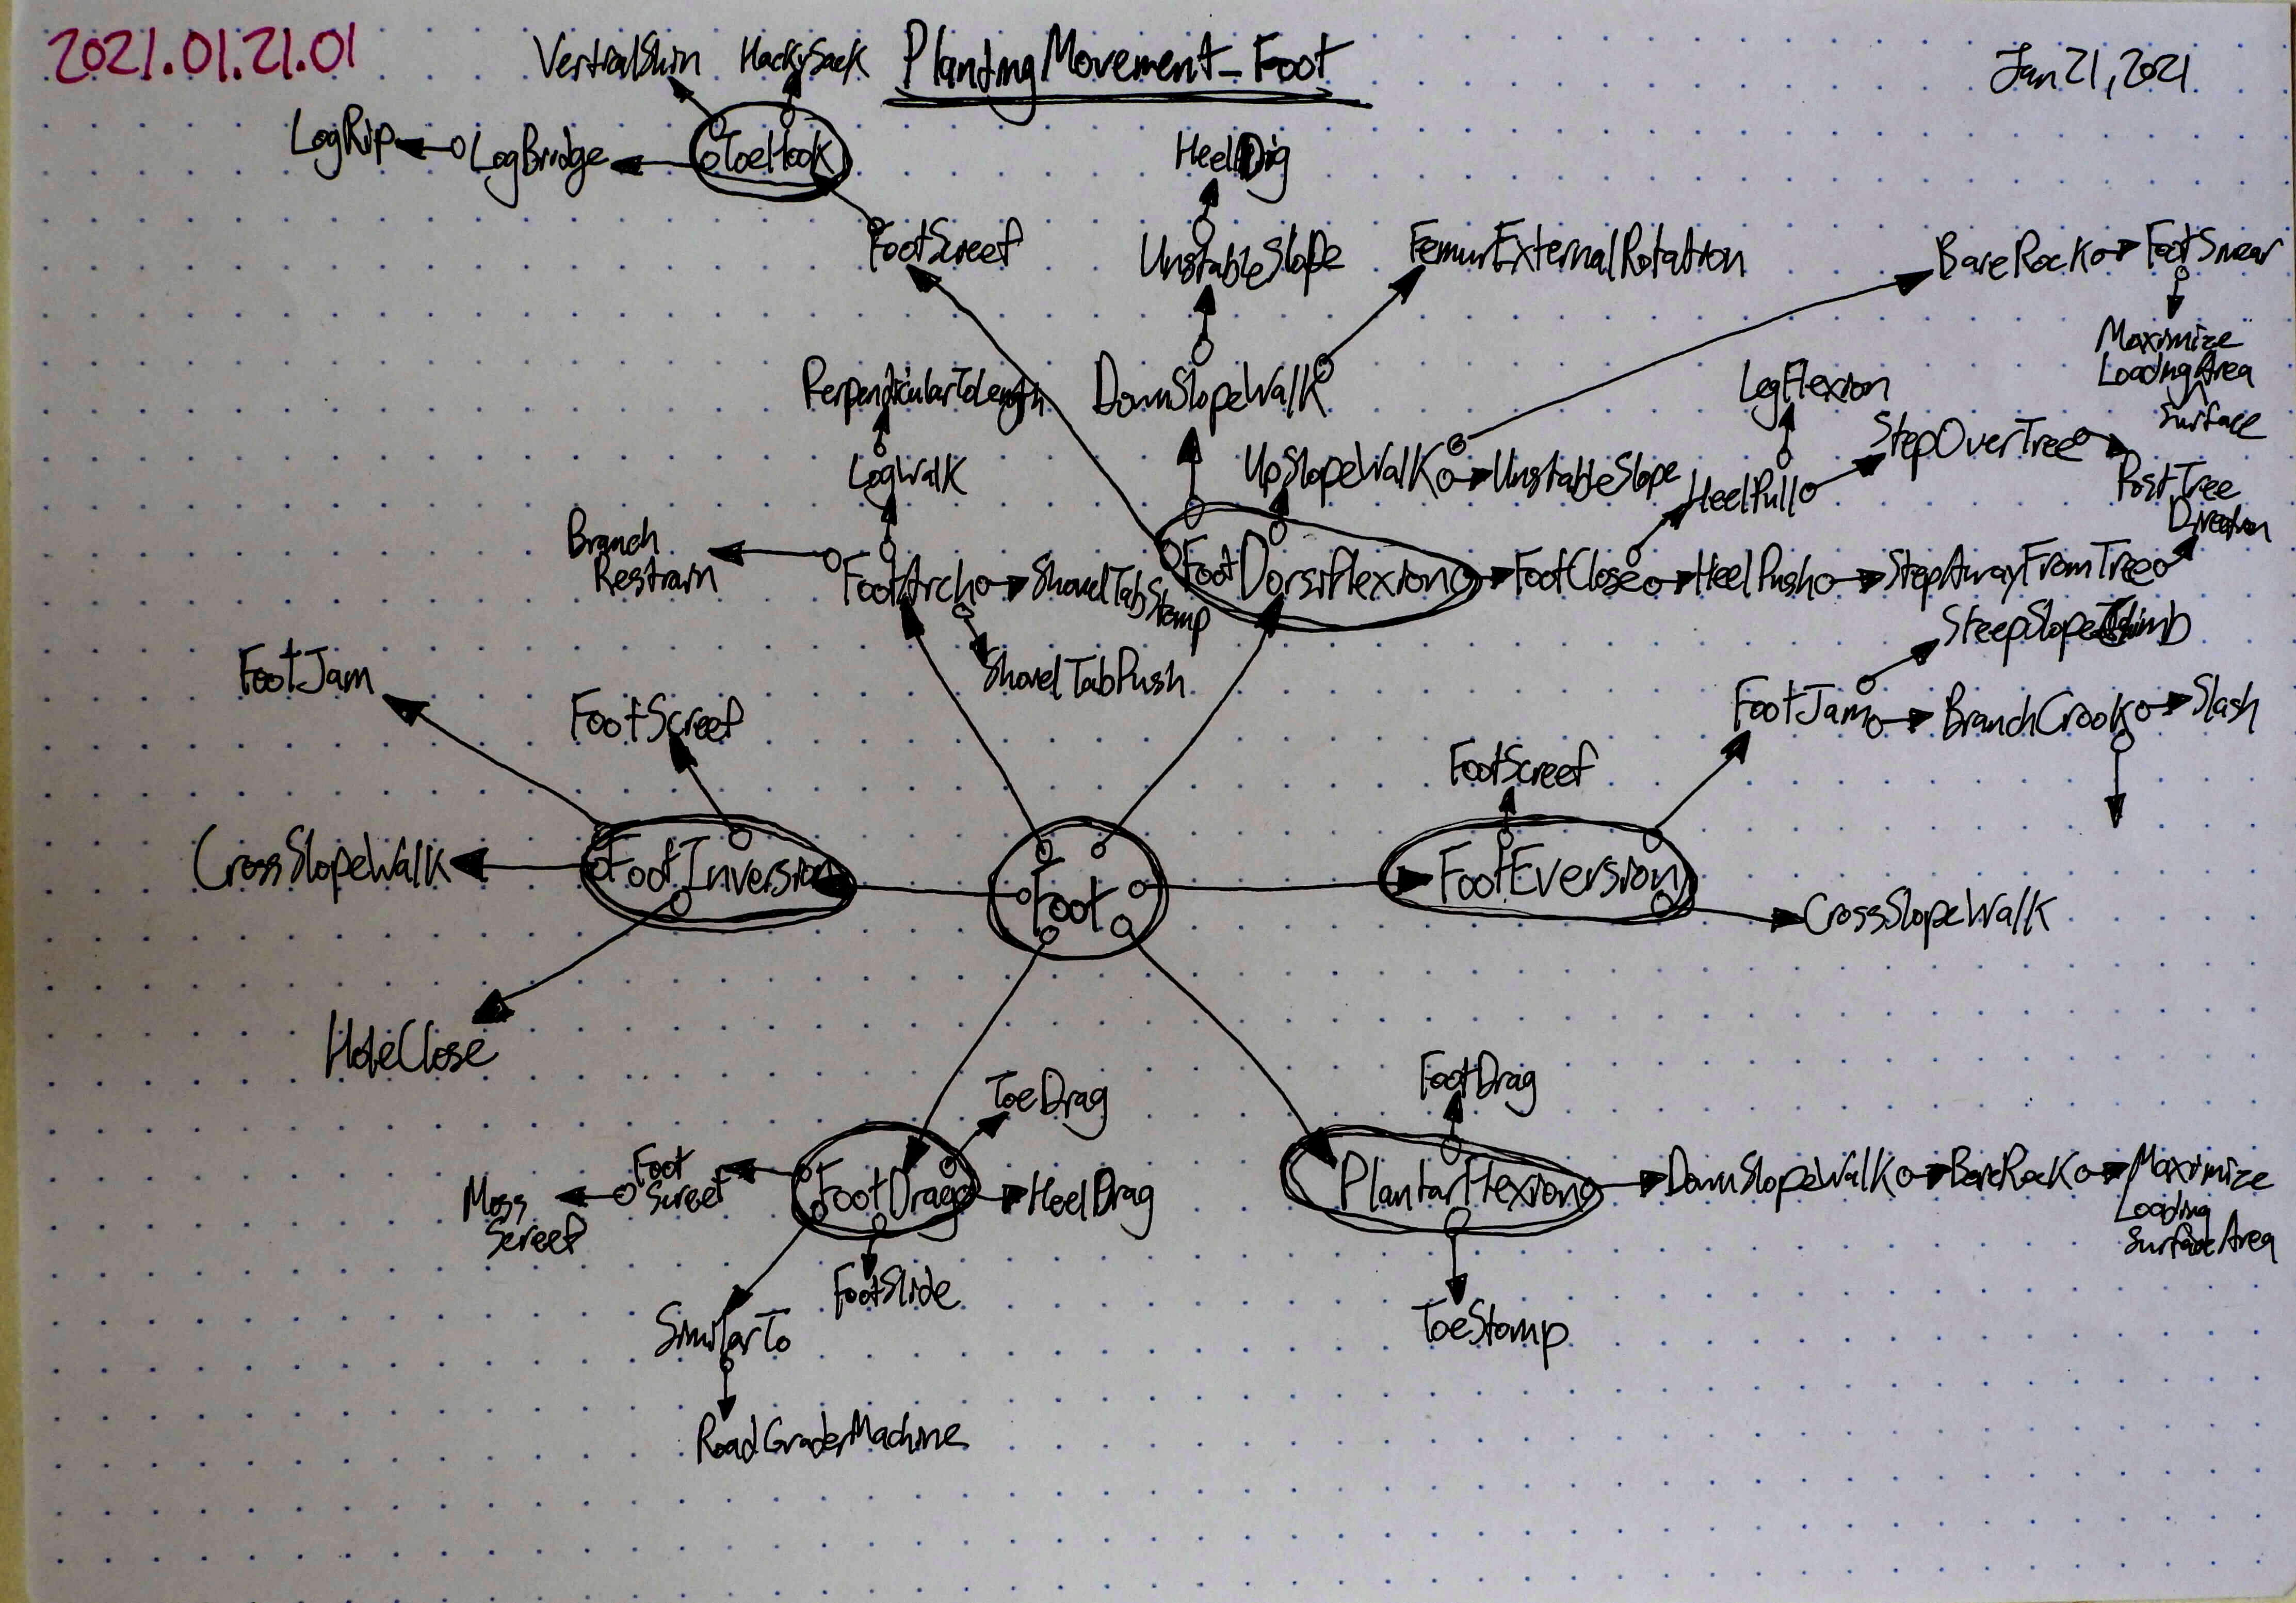 2021.01.21.01
PlantingMovement_Foot
Jan 21, 2021
VerticalShin
HackySack
LogRip
LogBridge
ToeHook
HeelDig
FootScreef
UnstableSlope
FemurExternalRotation
BareRock
FootSmear
Maximize
LoadingArea
Surface
PerpendicularToLength
DownSlopeWalk
LegFlexion
StepOverTree
LogWalk
UpSlopeWalk
UnstableSlope
HeelPull
PostTree
Direction
Branch
Restrain
FootArch
ShovelTab
Stomp
FootDorsiflexion
FootClose
HeelPush
StepAwayFromTree
ShovelTabPush
SteepSlopeClimb
FootJam
FootScreef
FootJam
BranchCrook
Slash
FootScreef
CrossSlopeWalk
FootInversion
Foot
FootEversion
CrossSlopeWalk
HoleClose
ToeDrag
FootDrag
Foot
Screef
Moss
Screef
FootDrag
HeelDrag
PlantarFlexion
DownSlopeWalk
BareRock
Maximize
Loading
SurfaceArea
FootSlide
SimilarTo
ToeStomp
RoadGraderMachine